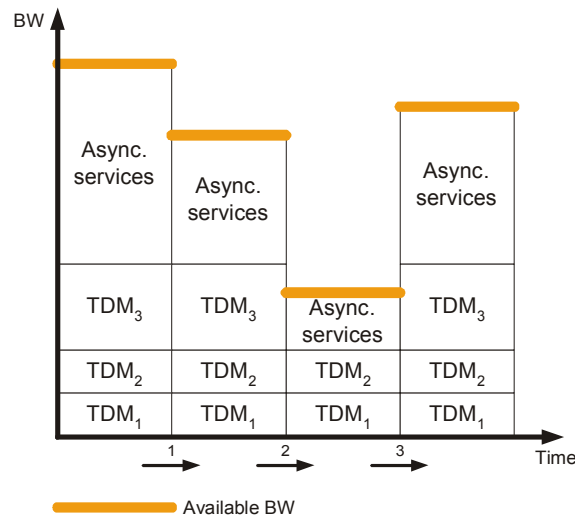 BW
Async.
services
Async.
services
Async.
services
Async.
services
TDM₃ TDM₃ TDM₃
TDM₂ TDM₂ TDM₂ TDM₂
TDM₁ TDM₁ TDM₁ TDM₁
1 2 3 Time
Available BW